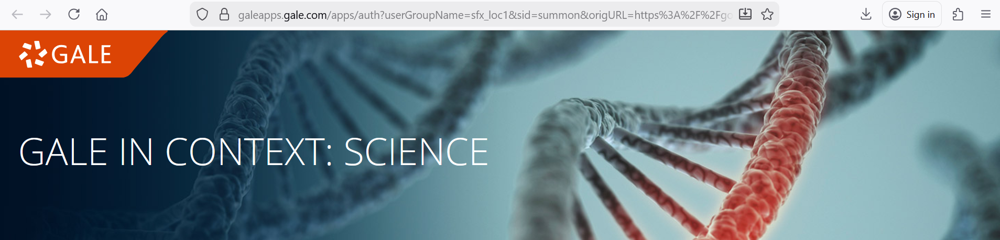 galeapps.gale.com/apps/auth?userGroupName=sfx_loc1&sid=summon&origURL=https%3A%2F%2Fgo
Sign in
GALE
GALE IN CONTEXT: SCIENCE